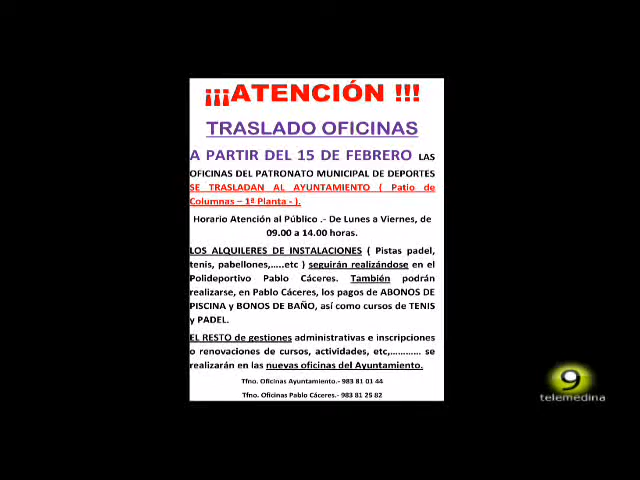 ¡¡¡ATENCIÓN !!!
TRASLADO OFICINAS
A PARTIR DEL 15 DE FEBRERO LAS
OFICINAS DEL PATRONATO MUNICIPAL DE DEPORTES
SE TRASLADAN AL AYUNTAMIENTO ( Patio de
Columnas – 1ª Planta - ).
Horario Atención al Público .- De Lunes a Viernes, de
09.00 a 14.00 horas.
LOS ALQUILERES DE INSTALACIONES ( Pistas padel,
tenis, pabellones,.....etc ) seguirán realizándose en el
Polideportivo Pablo Cáceres. También podrán
realizarse, en Pablo Cáceres, los pagos de ABONOS DE
PISCINA y BONOS DE BAÑO, así como cursos de TENIS
y PADEL.
EL RESTO de gestiones administrativas e inscripciones
o renovaciones de cursos, actividades, etc,............ se
realizarán en las nuevas oficinas del Ayuntamiento.
Tfno. Oficinas Ayuntamiento.- 983 81 01 44
Tfno. Oficinas Pablo Cáceres.- 983 81 25 82
9
telemedina